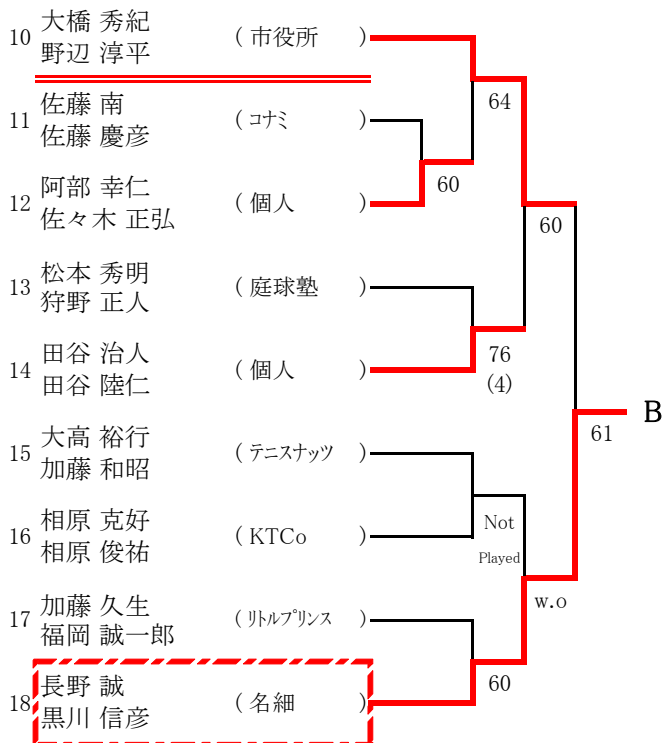 10 大橋 秀紀 ( 市役所 )
野辺 淳平
64
11 佐藤 南 ( コナミ )
佐藤 慶彦
60
12 阿部 幸仁 ( 個人 )
佐々木 正弘
60
13 松本 秀明 ( 庭球塾 )
狩野 正人
14 田谷 治人 ( 個人 )
田谷 陸仁
76
(4)
B
61
15 大高 裕行 ( テニスナッツ )
加藤 和昭
16 相原 克好 ( KTCo )
相原 俊祐
Not
Played
w.o
17 加藤 久生 ( リトルプリンス )
福岡 誠一郎
60
18 長野 誠 ( 名細 )
黒川 信彦